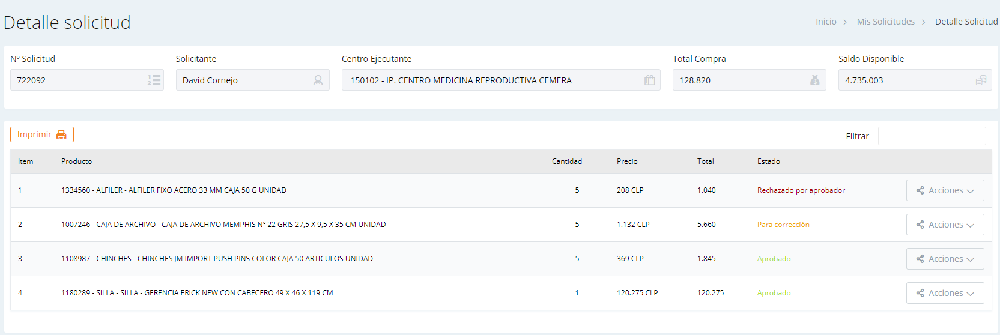 Detalle solicitud
Inicio > Mis Solicitudes > Detalle Solicitud
Nº Solicitud Solicitante Centro Ejecutante Total Compra Saldo Disponible
722092 David Cornejo 150102 - IP. CENTRO MEDICINA REPRODUCTIVA CEMERA 128.820 4.735.003
Imprimir Filtrar
Item Producto Cantidad Precio Total Estado
1 1334560 - ALFILER - ALFILER FIXO ACERO 33 MM CAJA 50 G UNIDAD 5 208 CLP 1.040 Rechazado por aprobador Acciones
2 1007246 - CAJA DE ARCHIVO - CAJA DE ARCHIVO MEMPHIS Nº 22 GRIS 27,5 X 9,5 X 35 CM UNIDAD 5 1.132 CLP 5.660 Para corrección Acciones
3 1108987 - CHINCHES - CHINCHES JM IMPORT PUSH PINS COLOR CAJA 50 ARTICULOS UNIDAD 5 369 CLP 1.845 Aprobado Acciones
4 1180289 - SILLA - SILLA - GERENCIA ERICK NEW CON CABECERO 49 X 46 X 119 CM 1 120.275 CLP 120.275 Aprobado Acciones